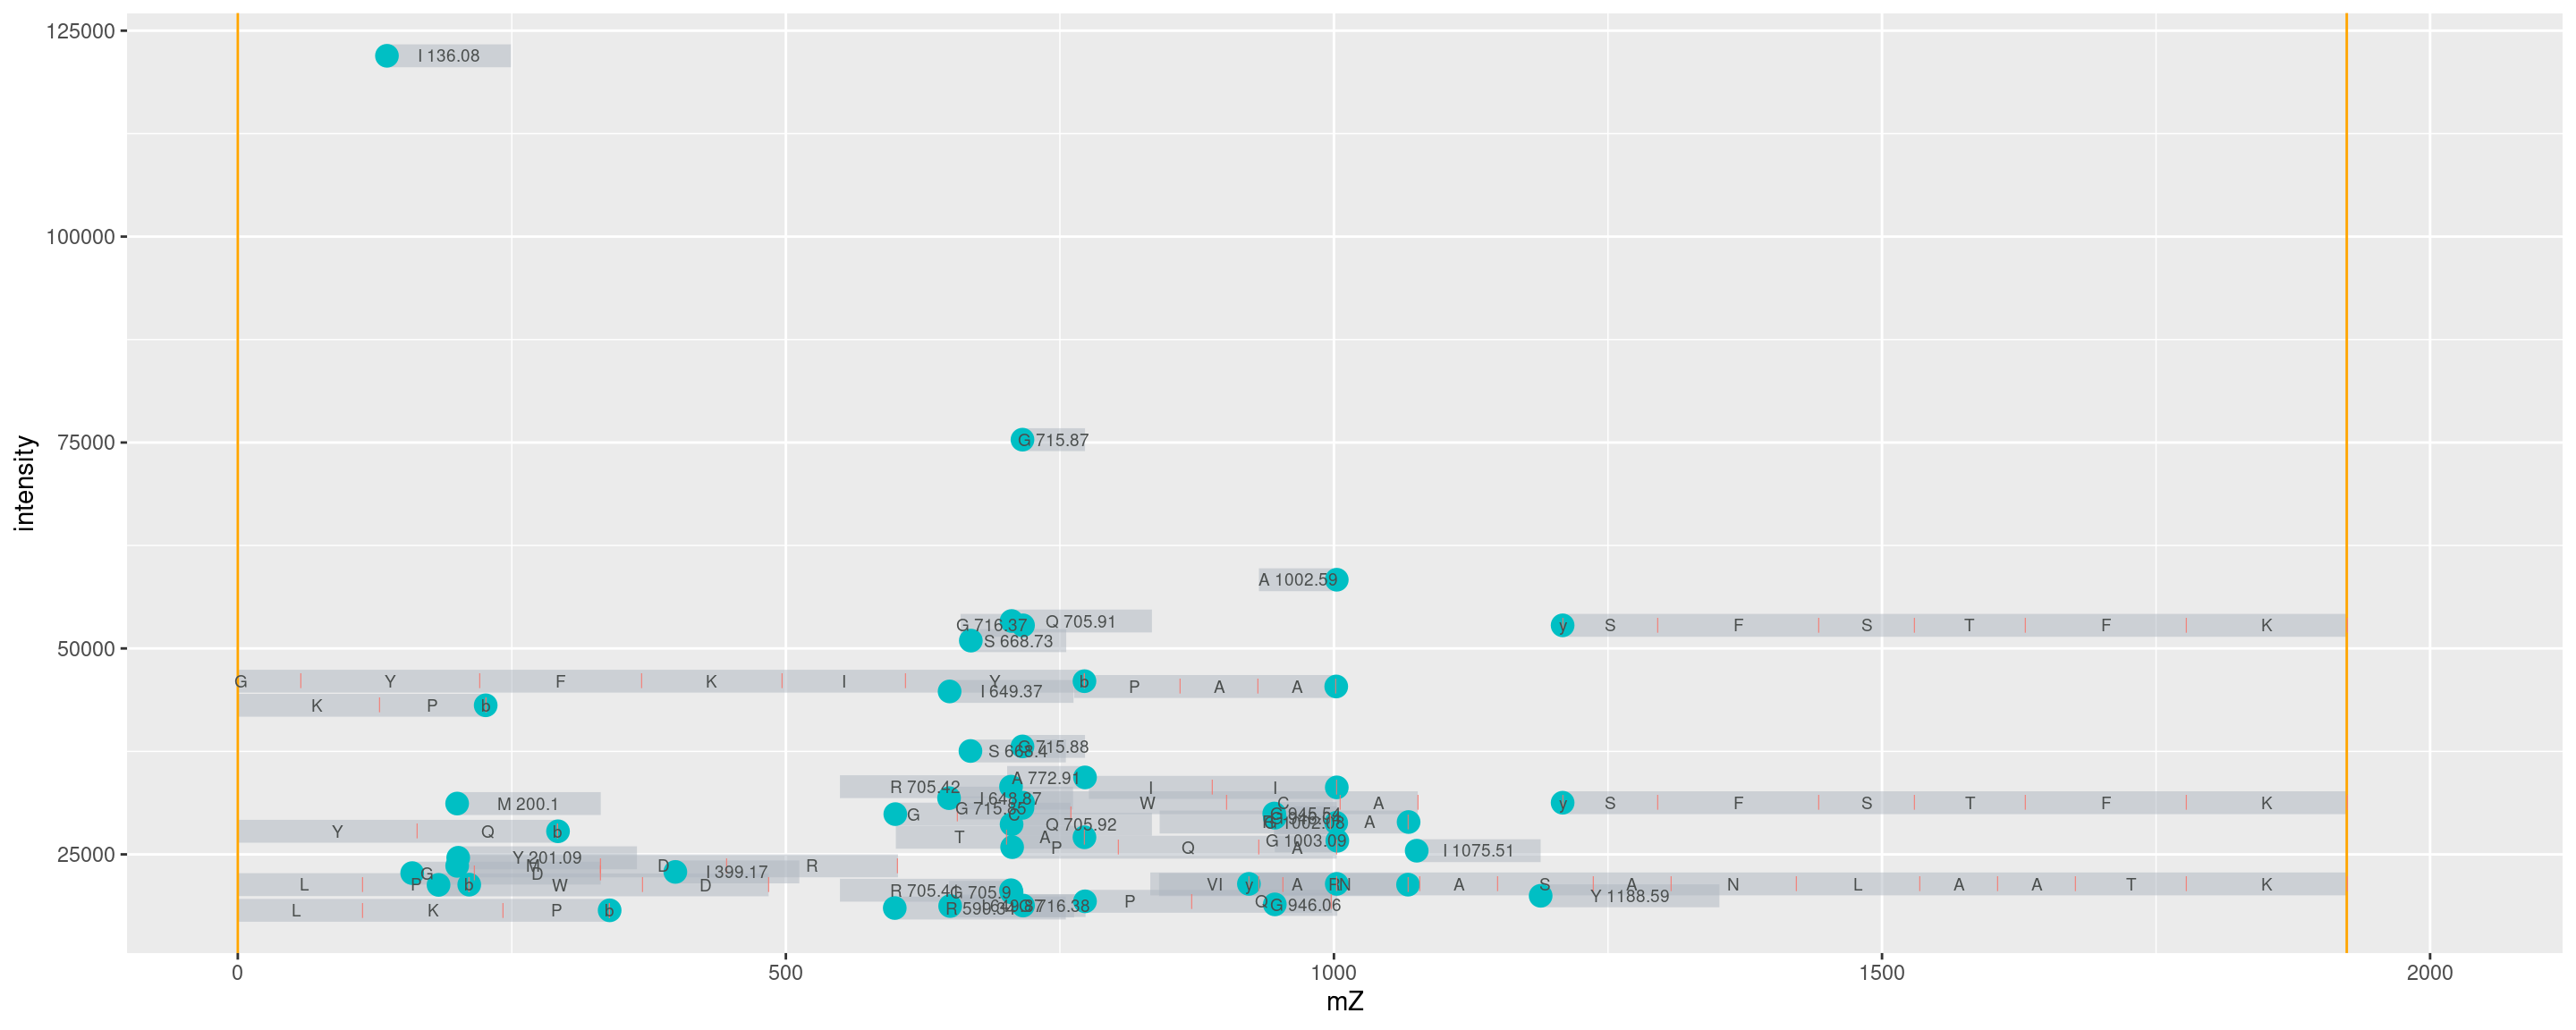 125000
I 136.08
100000
75000
G 715.87
A 1002.59
Q 705.91
G 716.37
y S F S T F K
50000
S 668.73
G Y F K I Y b
P A A
I 649.37
K P b
G 715.88
S 668.4
A 772.91
R 705.42
I I
I 648.87
M 200.1
W C A
y S F S T F K
G 715.85
G C
A
Q 705.92
Y Q b
T A
G 1003.09
P Q A
I 1075.51
25000
Y 201.09
M D R
G D
I 399.17
L P b W D
VI y A N A S A N L A A T K
R 705.41
G 705.9
Y 1188.59
P Q
G 946.06
G 716.38
L K P b
intensity
0 500 1000 1500 2000
mZ